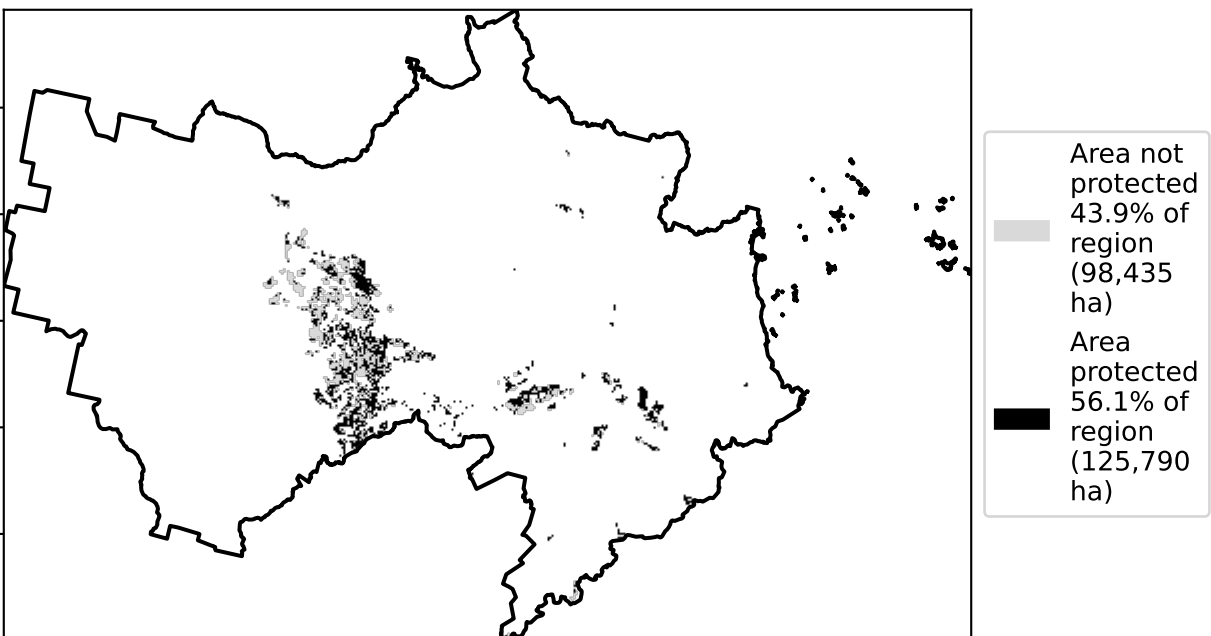 Area not
protected
43.9% of
region
(98,435
ha)
Area
protected
56.1% of
region
(125,790
ha)